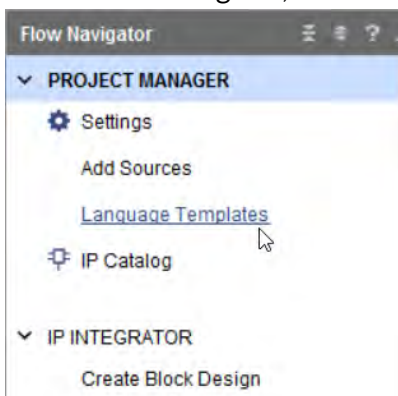 Flow Navigator ?
PROJECT MANAGER
Settings
Add Sources
Language Templates
IP Catalog
IP INTEGRATOR
Create Block Design